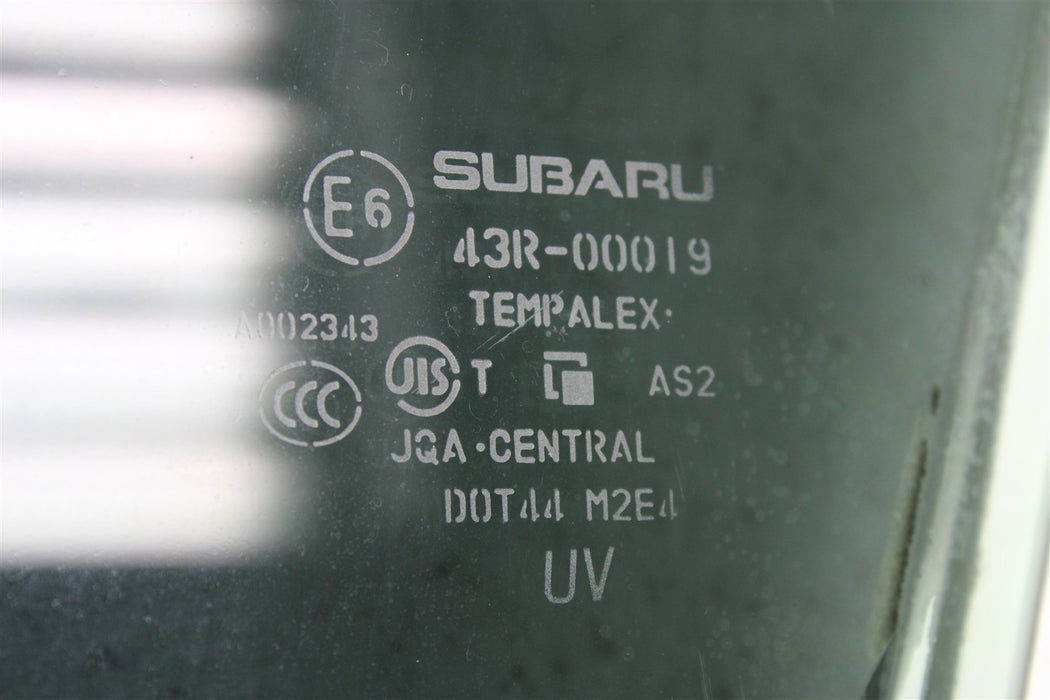 SUBARU
E6
43R-00019
TEMPALEX
A002343
CCC
JIS T AS2
JQA·CENTRAL
DOT44 M2E4
UV